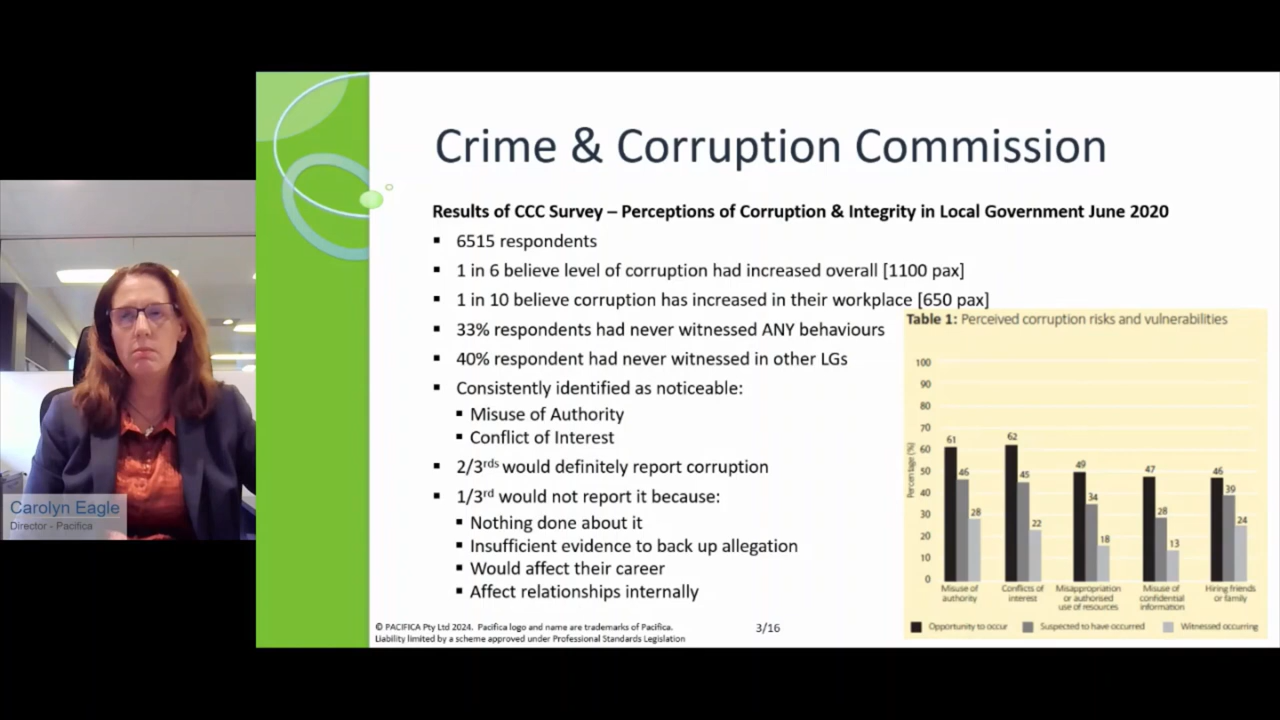 Crime & Corruption Commission
Results of CCC Survey – Perceptions of Corruption & Integrity in Local Government June 2020
▪ 6515 respondents
▪ 1 in 6 believe level of corruption had increased overall [1100 pax]
▪ 1 in 10 believe corruption has increased in their workplace [650 pax]
▪ 33% respondents had never witnessed ANY behaviours
▪ 40% respondent had never witnessed in other LGs
▪ Consistently identified as noticeable:
▪ Misuse of Authority
▪ Conflict of Interest
▪ 2/3rds would definitely report corruption
▪ 1/3rd would not report it because:
▪ Nothing done about it
▪ Insufficient evidence to back up allegation
▪ Would affect their career
▪ Affect relationships internally
Table 1: Perceived corruption risks and vulnerabilities
Percentage (%)
100
90
80
70
60
50
40
30
20
10
0
61 46 28
62 45 22
49 34 18
47 28 13
46 39 24
Misuse of authority
Conflicts of interest
Misappropriation or authorised use of resources
Misuse of confidential information
Hiring friends or family
Opportunity to occur Suspected to have occurred Witnessed occurring
© PACIFICA Pty Ltd 2024. Pacifica logo and name are trademarks of Pacifica.
Liability limited by a scheme approved under Professional Standards Legislation
3/16
Carolyn Eagle
Director - Pacifica